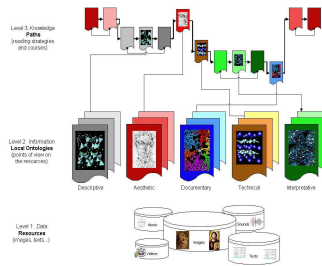 Level 3: Knowledge
Paths
(reading strategies
and courses)
Level 2: Information
Local Ontologies
(points of view on
the resources)
Descriptive
Aesthetic
Documentary
Technical
Interpretative
Level 1: Data
Resources
(images, texts...)
Music
Sounds
Images
Videos
Texts